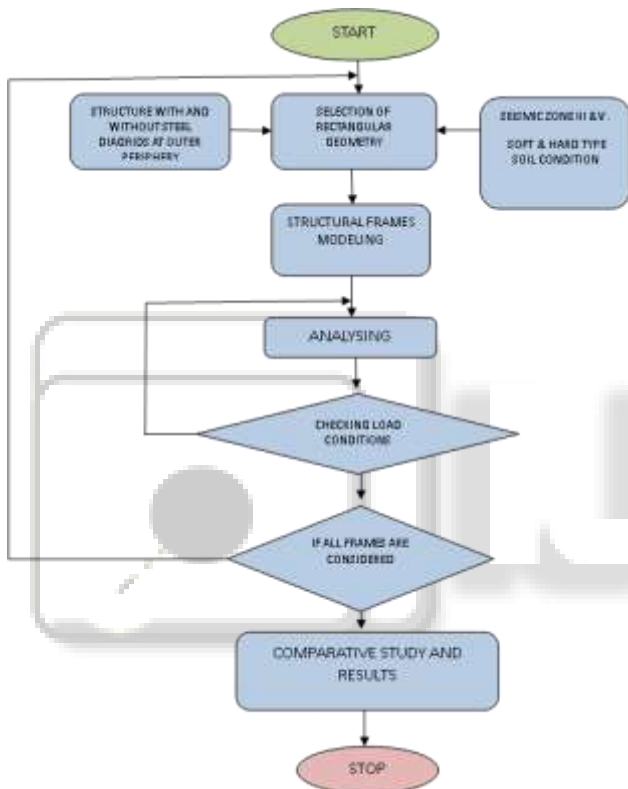 START
STRUCTURE WITH AND
WITHOUT STEEL
DIAGRIDS AT OUTER
PERIPHERY
SELECTION OF
RECTANGULAR
GEOMETRY
SEISMIC ZONE III & V.
SOFT & HARD TYPE
SOIL CONDITION
STRUCTURAL FRAMES
MODELING
ANALYSING
CHECKING LOAD
CONDITIONS
IF ALL FRAMES ARE
CONSIDERED
COMPARATIVE STUDY AND
RESULTS
STOP